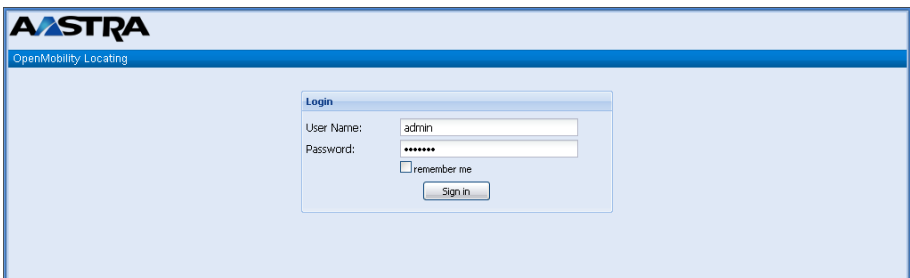 AASTRA
OpenMobility Locating
Login
User Name: admin
Password: •••••••
remember me
Sign in